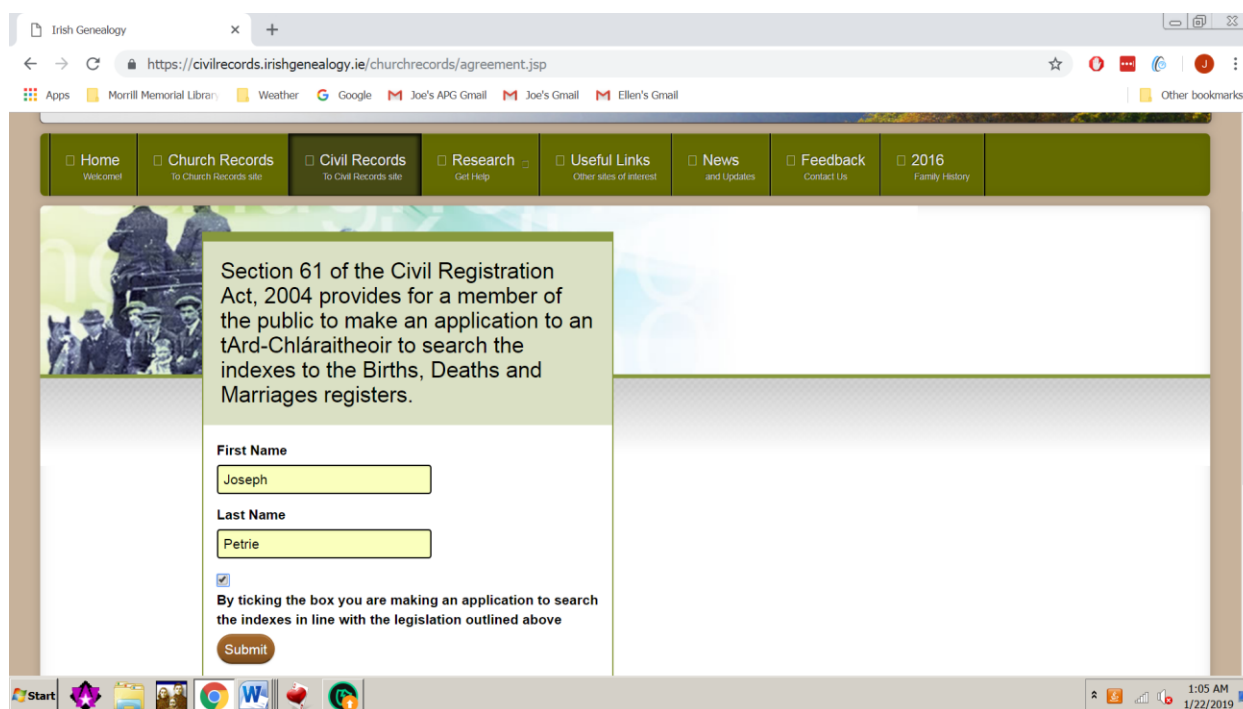 Irish Genealogy
https://civilrecords.irishgenealogy.ie/churchrecords/agreement.jsp
Apps Morrill Memorial Library Weather Google Joe's APG Gmail Joe's Gmail Ellen's Gmail Other bookmarks
Home Church Records Civil Records Research Useful Links News Feedback 2016
Welcome! To Church Records site To Civil Records site Get Help Other sites of interest and Updates Contact Us Family History
Section 61 of the Civil Registration
Act, 2004 provides for a member of
the public to make an application to an
tArd-Chláraitheoir to search the
indexes to the Births, Deaths and
Marriages registers.
First Name
Joseph
Last Name
Petrie
By ticking the box you are making an application to search
the indexes in line with the legislation outlined above
Submit
Start
1:05 AM
1/22/2019